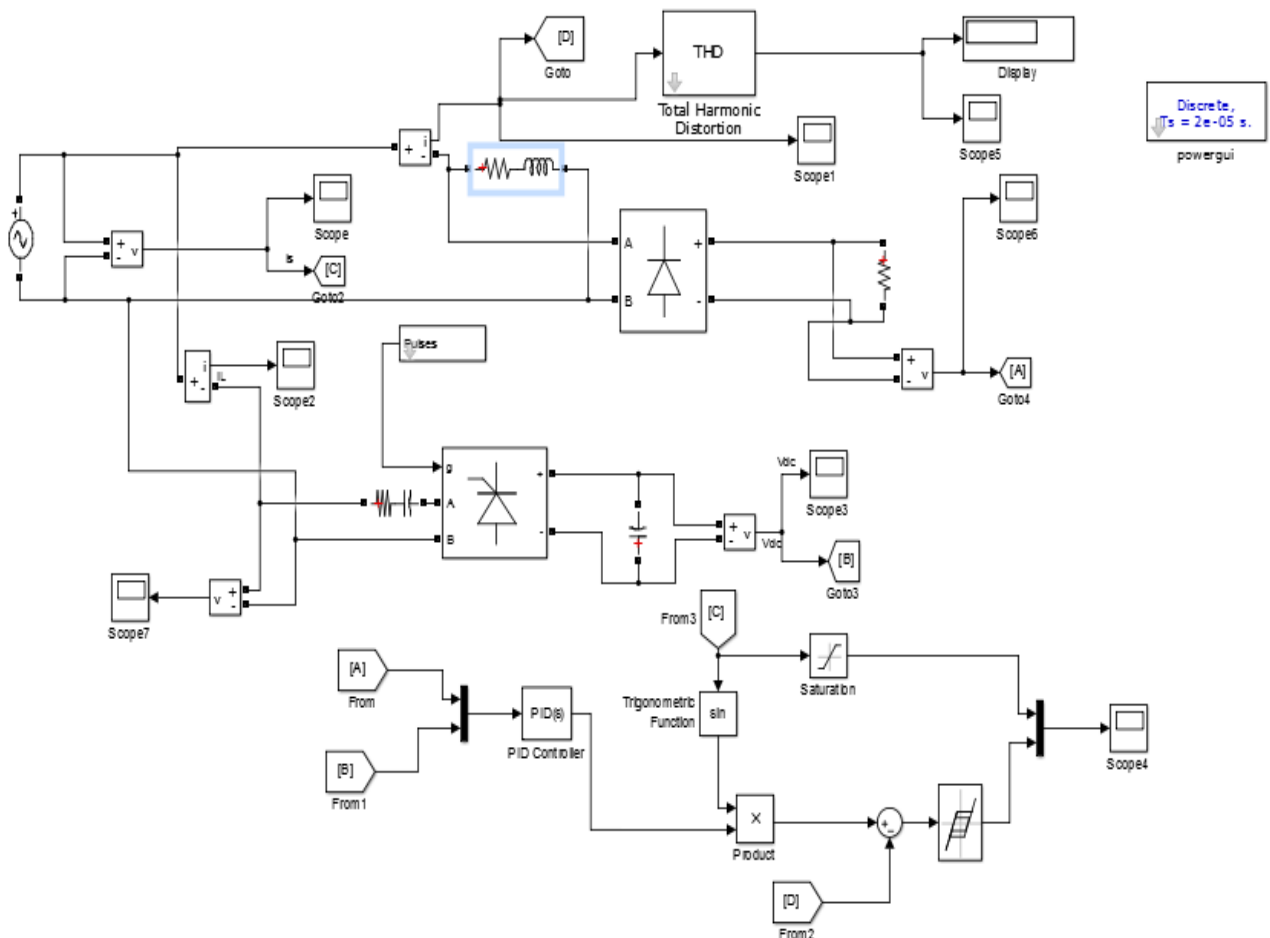 [D]
Goto
THD
Total Harmonic
Distortion
Display
Scope5
Discrete,
Ts = 2e-05 s.
powergui
i
+
-
Scope1
Scope
Scope6
+
+
-
v
Is
[C]
Goto2
A
B
+
-
Pulses
i
+
-
IL
Scope2
+
-
v
[A]
Goto4
g
A
B
+
-
Vdc
Scope3
+
-
v
Vdc
[B]
Goto3
v
+
-
Scope7
From3
[C]
[A]
From
[B]
From1
PID(s)
PID Controller
Trigonometric
Function
sin
Saturation
Scope4
X
Product
+
-
[D]
From2